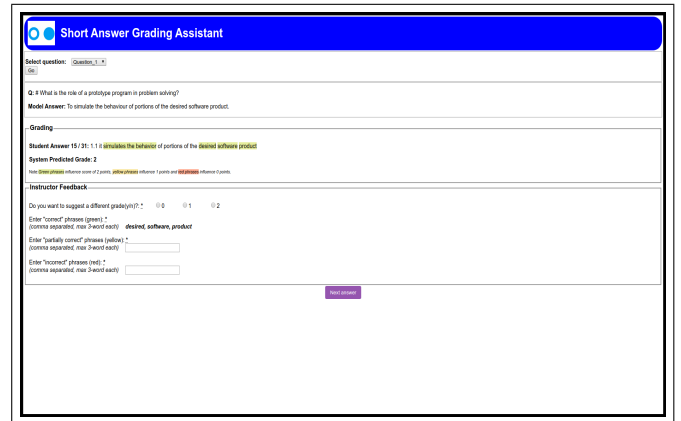 Short Answer Grading Assistant
Select question: Question_1
Go
Q: # What is the role of a prototype program in problem solving?
Model Answer: To simulate the behaviour of portions of the desired software product.
Grading
Student Answer 15 / 31: 1.1 it simulates the behavior of portions of the desired software product
System Predicted Grade: 2
Note:Green phrases influence score of 2 points, yellow phrases influence 1 points and red phrases influence 0 points.
Instructor Feedback
Do you want to suggest a different grade(y/n)?: * 0 1 2
Enter "correct" phrases (green): *
(comma separated, max 3-word each) desired, software, product
Enter "partially correct" phrases (yellow): *
(comma separated, max 3-word each)
Enter "incorrect" phrases (red): *
(comma separated, max 3-word each)
Next answer